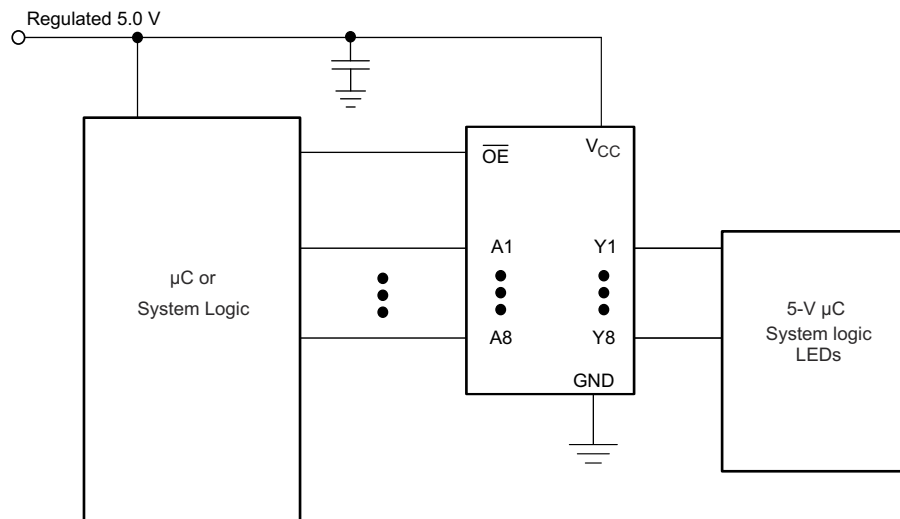 Regulated 5.0 V
OE
VCC
A1
Y1
µC or
System Logic
5-V µC
System logic
LEDs
A8
Y8
GND